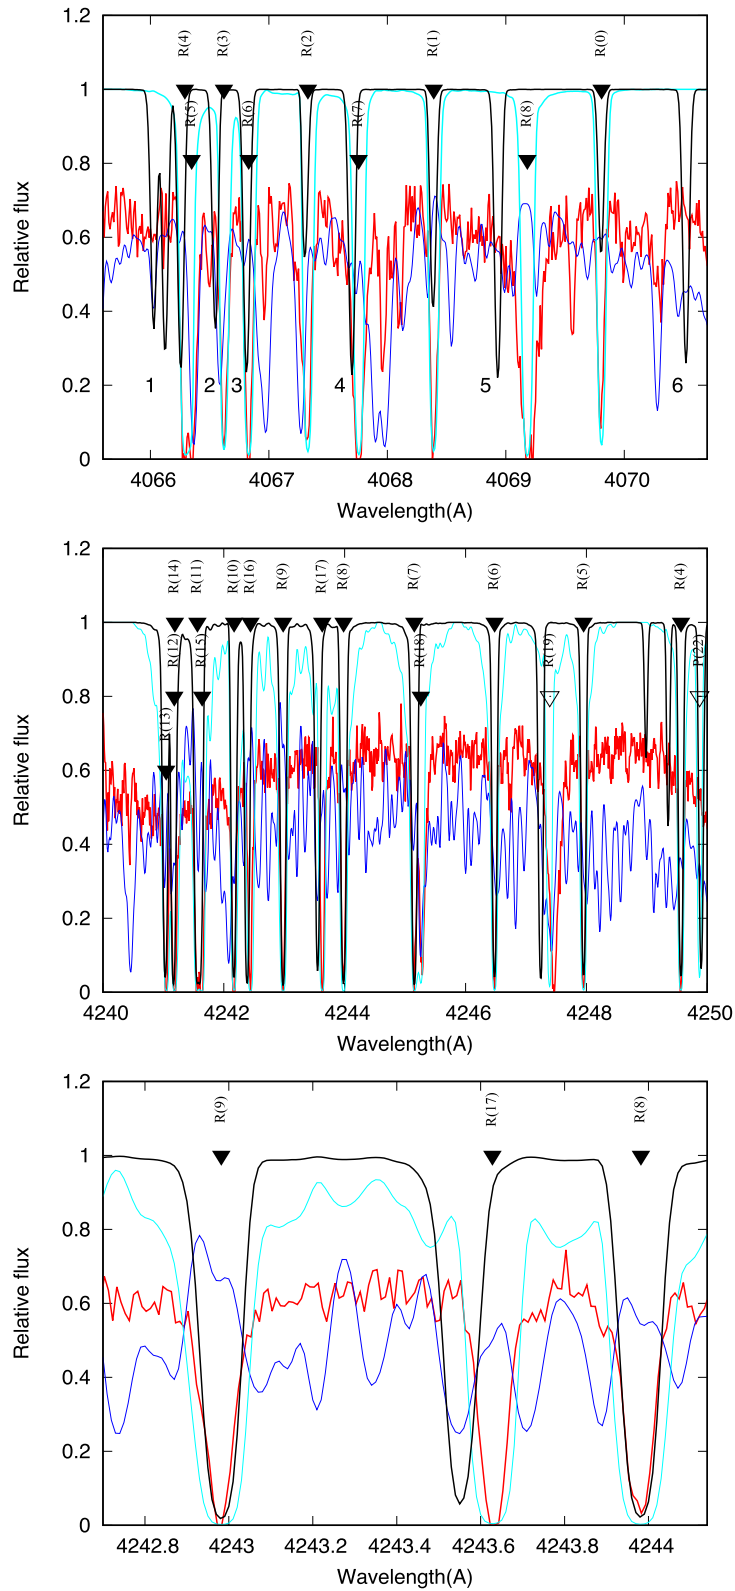 R(4) R(3) R(2) R(1) R(0)
R(5) R(6) R(7) R(8)
1.2
1
0.8
0.6
0.4
0.2
0
Relative flux
1 2 3 4 5 6
4066 4067 4068 4069 4070
Wavelength(A)
R(14) R(11) R(10) R(16) R(9) R(17) R(8) R(7) R(6) R(5) R(4)
R(12) R(15) R(18) R(19) P(22)
R(13)
1.2
1
0.8
0.6
0.4
0.2
0
Relative flux
4240 4242 4244 4246 4248 4250
Wavelength(A)
R(9) R(17) R(8)
1.2
1
0.8
0.6
0.4
0.2
0
Relative flux
4242.8 4243 4243.2 4243.4 4243.6 4243.8 4244
Wavelength(A)